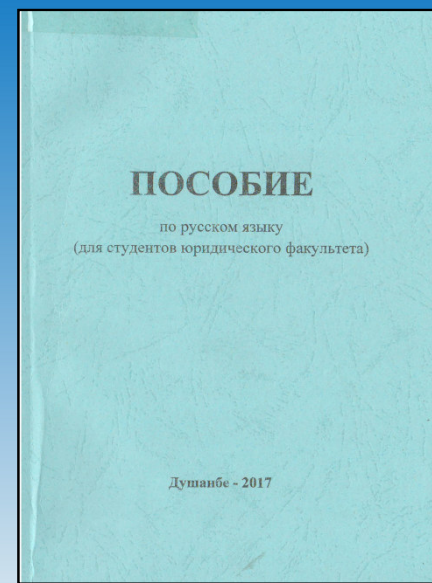 ПОСОБИЕ
по русском языку
(для студентов юридического факультета)
Душанбе - 2017